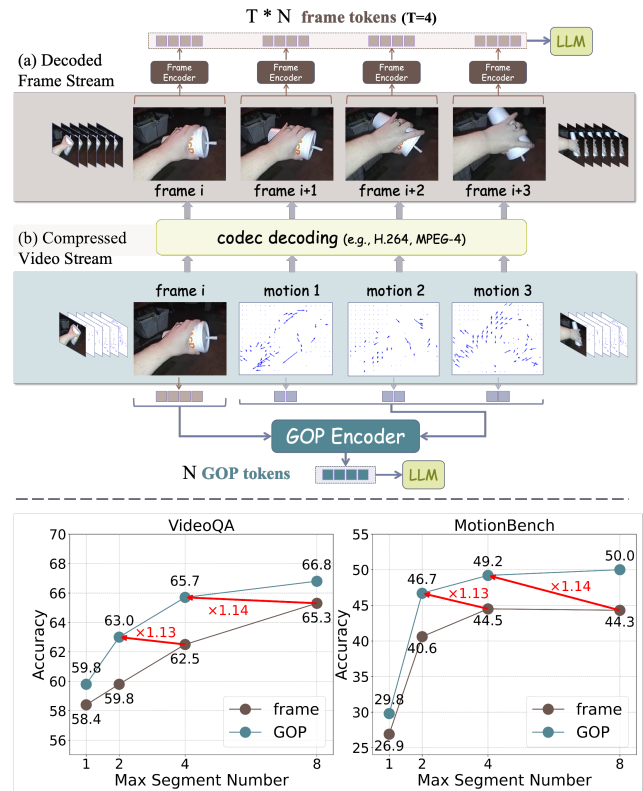 T * N frame tokens (T=4)
LLM
(a) Decoded
Frame Stream
Frame
Encoder
Frame
Encoder
Frame
Encoder
Frame
Encoder
frame i
frame i+1
frame i+2
frame i+3
(b) Compressed
Video Stream
codec decoding (e.g., H.264, MPEG-4)
frame i
motion 1
motion 2
motion 3
GOP Encoder
N GOP tokens
LLM
VideoQA
Accuracy
70
68
66
64
62
60
58
56
59.8
63.0
65.7
66.8
×1.13
×1.14
58.4
59.8
62.5
65.3
frame
GOP
1
2
4
8
Max Segment Number
MotionBench
Accuracy
55
50
45
40
35
30
25
29.8
46.7
49.2
50.0
×1.13
×1.14
26.9
40.6
44.5
44.3
frame
GOP
1
2
4
8
Max Segment Number